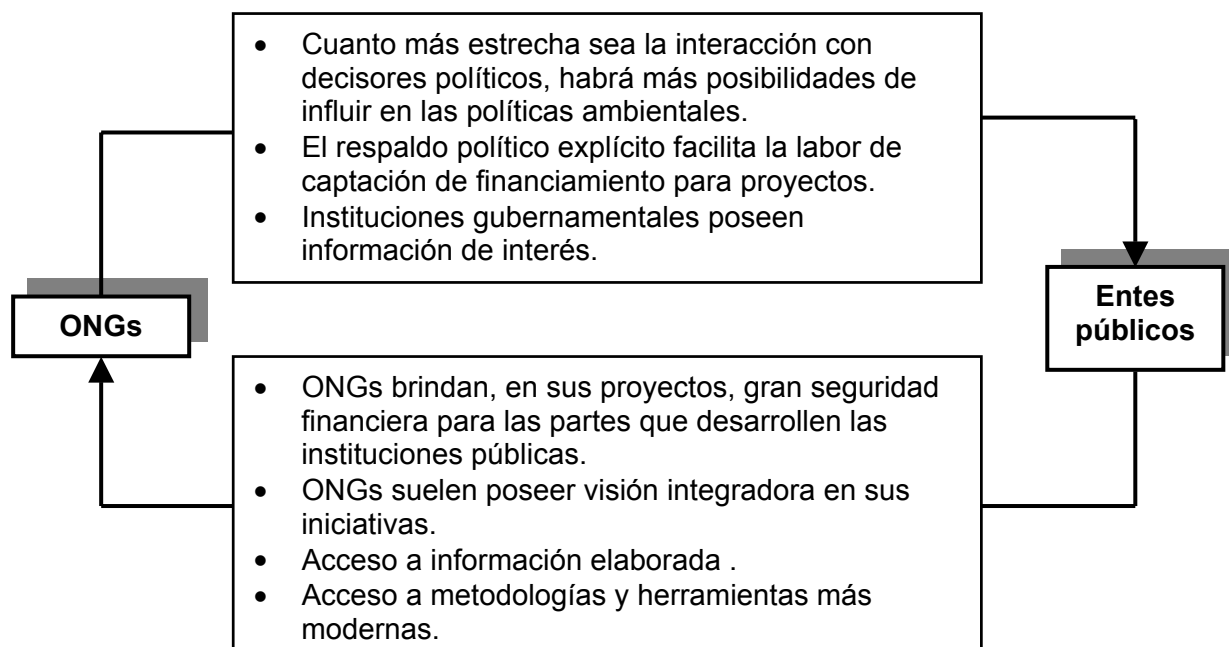 • Cuanto más estrecha sea la interacción con
decisores políticos, habrá más posibilidades de
influir en las políticas ambientales.
• El respaldo político explícito facilita la labor de
captación de financiamiento para proyectos.
• Instituciones gubernamentales poseen
información de interés.
ONGs
Entes
públicos
• ONGs brindan, en sus proyectos, gran seguridad
financiera para las partes que desarrollen las
instituciones públicas.
• ONGs suelen poseer visión integradora en sus
iniciativas.
• Acceso a información elaborada .
• Acceso a metodologías y herramientas más
modernas.